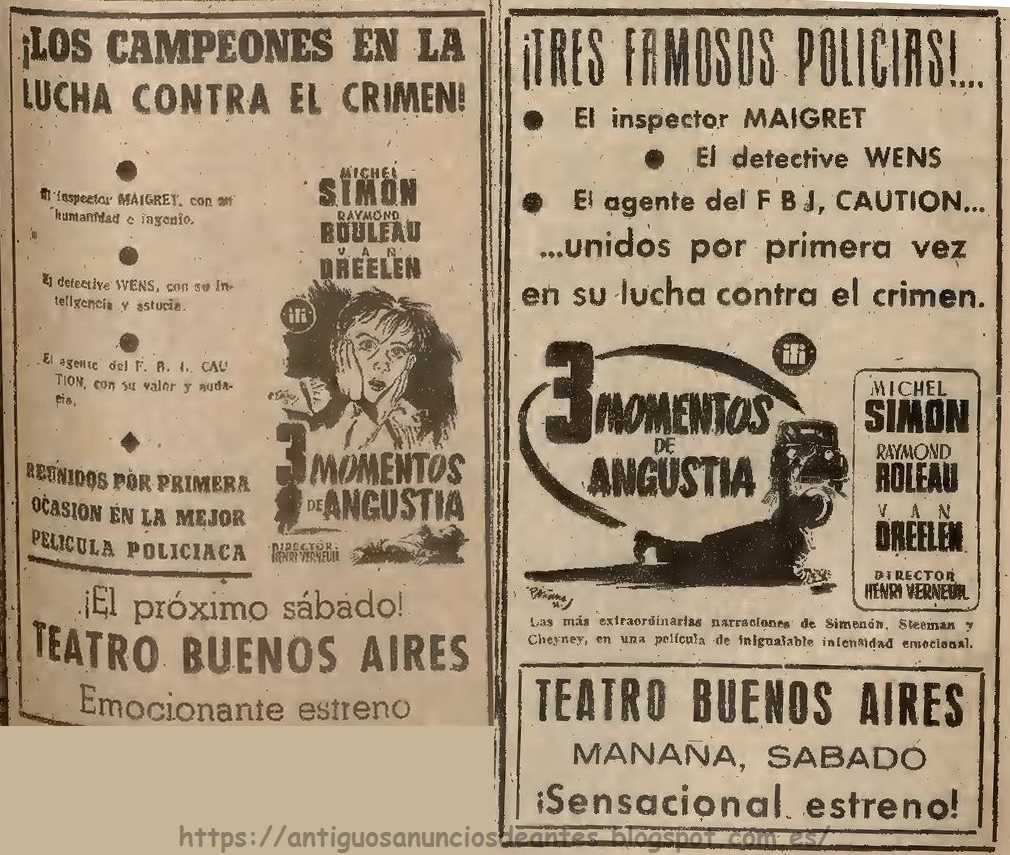 ¡LOS CAMPEONES EN LA
LUCHA CONTRA EL CRIMEN!
El inspector MAIGRET, con su
humanidad e ingenio.
El detective WENS, con su in-
teligencia y astucia.
El agente del F. B. I. CAU
TION, con su valor y auda-
cia.
REUNIDOS POR PRIMERA
OCASION EN LA MEJOR
PELICULA POLICIACA
MICHEL
SIMON
RAYMOND
ROULEAU
VAN
DREELEN
ifi
3 MOMENTOS
DE ANGUSTIA
DIRECTOR:
HENRI VERNEUIL
¡El próximo sábado!
TEATRO BUENOS AIRES
Emocionante estreno
¡TRES FAMOSOS POLICIAS!...
El inspector MAIGRET
El detective WENS
El agente del F B J, CAUTION...
...unidos por primera vez
en su lucha contra el crimen.
ifi
3 MOMENTOS
DE
ANGUSTIA
MICHEL
SIMON
RAYMOND
ROLEAU
VAN
DREELEN
DIRECTOR
HENRI VERNEUIL
Las más extraordinarias narraciones de Simenón, Steeman y
Cheyney, en una película de inigualable intensidad emocional.
TEATRO BUENOS AIRES
MANAÑA, SABADO
¡Sensacional estreno!
https://antiguosanunciosdeantes.blogspot.com.es/